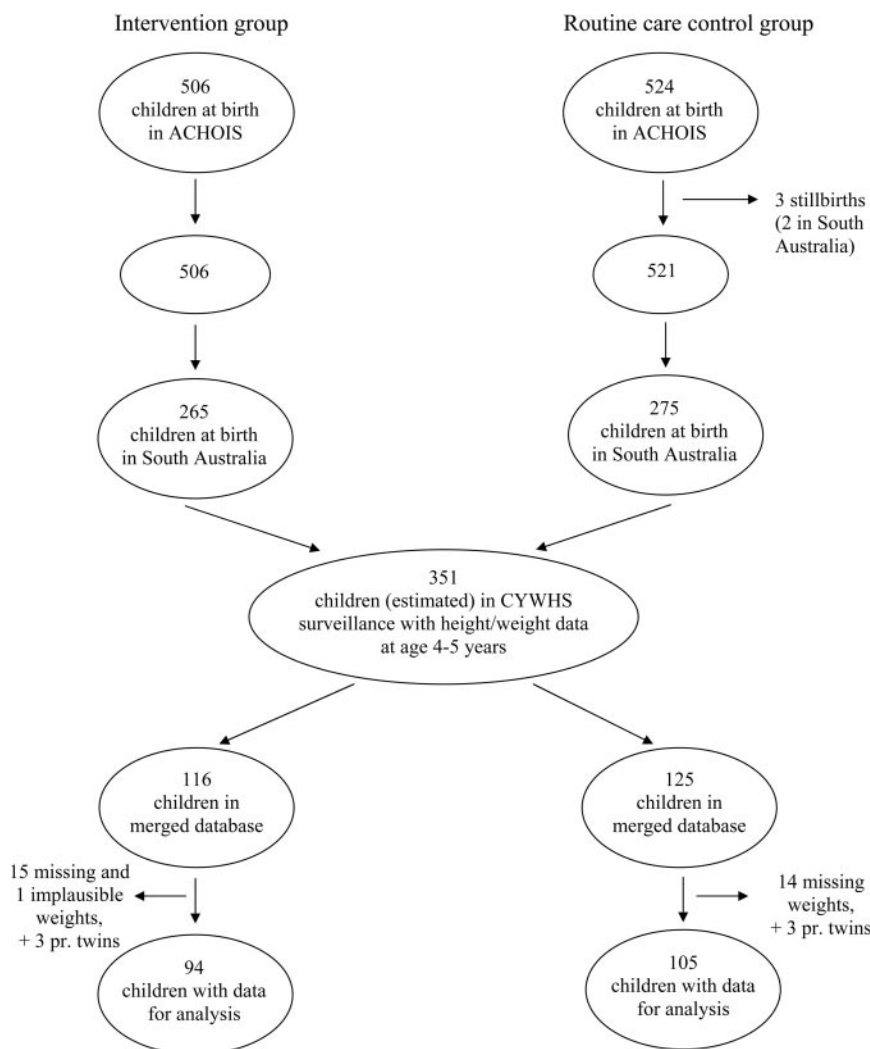 Intervention group
Routine care control group
506
children at birth
in ACHOIS
524
children at birth
in ACHOIS
3 stillbirths
(2 in South
Australia)
506
521
265
children at birth
in South Australia
275
children at birth
in South Australia
351
children (estimated) in CYWHS
surveillance with height/weight data
at age 4-5 years
116
children in
merged database
125
children in
merged database
15 missing and
1 implausible
weights,
+ 3 pr. twins
14 missing
weights,
+ 3 pr. twins
94
children with data
for analysis
105
children with data
for analysis